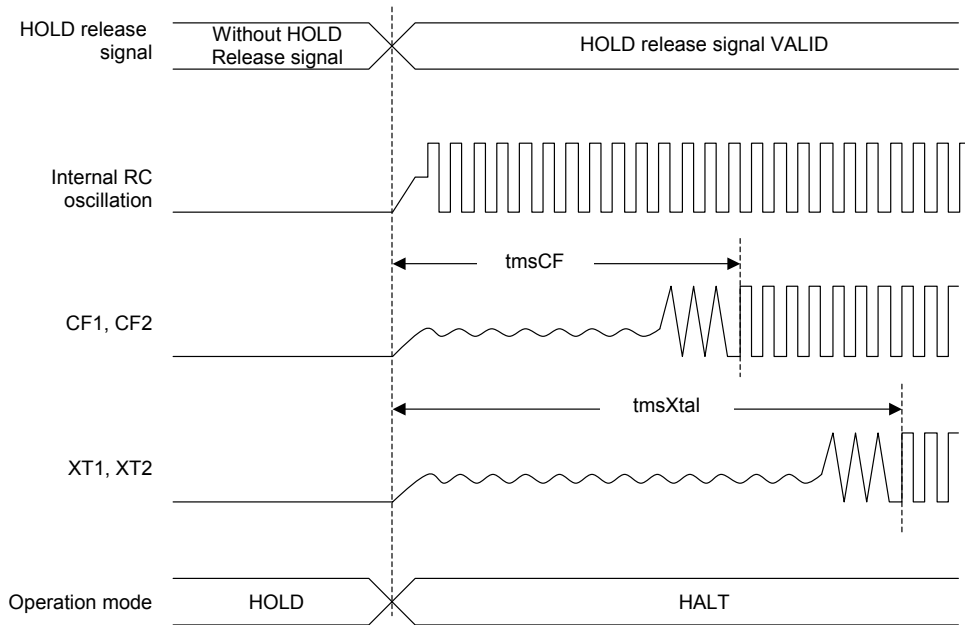 HOLD release
signal
Without HOLD
Release signal
HOLD release signal VALID
Internal RC
oscillation
tmsCF
CF1, CF2
tmsXtal
XT1, XT2
Operation mode
HOLD
HALT